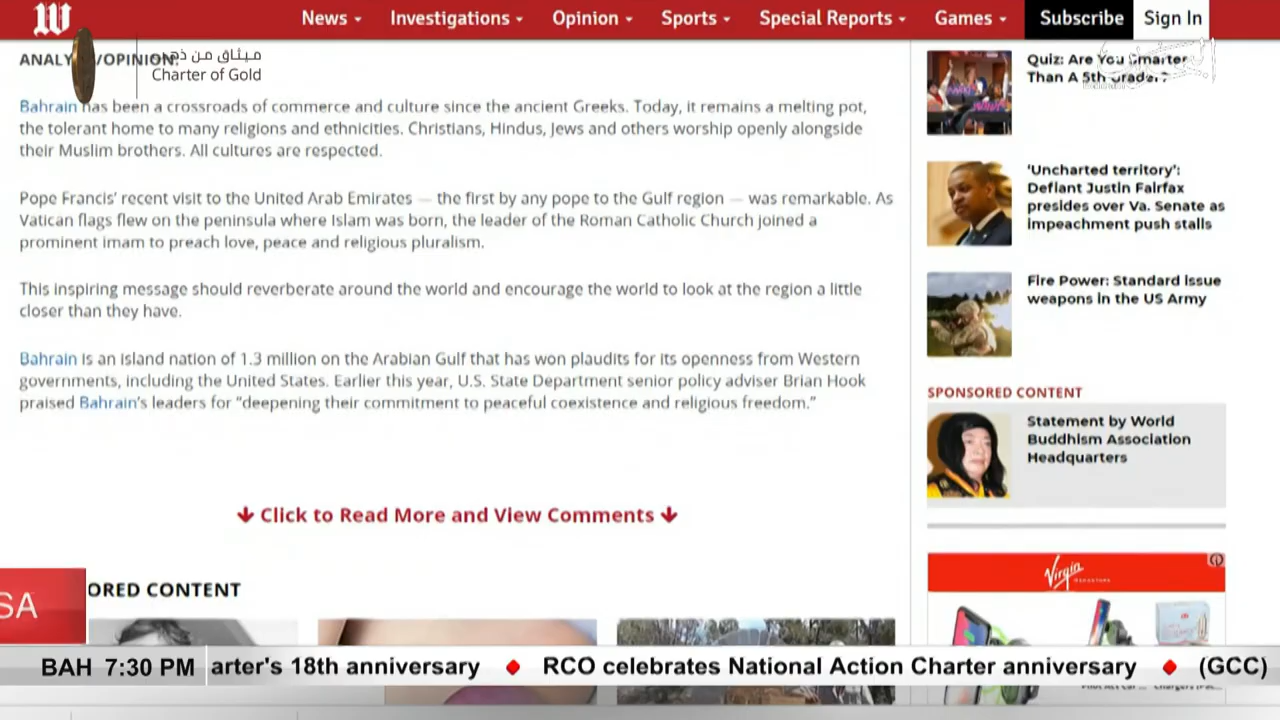 W
News
Investigations
Opinion
Sports
Special Reports
Games
Subscribe
Sign In
ميثاق من ذهب
Charter of Gold
Bahrain has been a crossroads of commerce and culture since the ancient Greeks. Today, it remains a melting pot,
the tolerant home to many religions and ethnicities. Christians, Hindus, Jews and others worship openly alongside
their Muslim brothers. All cultures are respected.
Pope Francis’ recent visit to the United Arab Emirates — the first by any pope to the Gulf region — was remarkable. As
Vatican flags flew on the peninsula where Islam was born, the leader of the Roman Catholic Church joined a
prominent imam to preach love, peace and religious pluralism.
This inspiring message should reverberate around the world and encourage the world to look at the region a little
closer than they have.
Bahrain is an island nation of 1.3 million on the Arabian Gulf that has won plaudits for its openness from Western
governments, including the United States. Earlier this year, U.S. State Department senior policy adviser Brian Hook
praised Bahrain’s leaders for “deepening their commitment to peaceful coexistence and religious freedom.”
Click to Read More and View Comments
ORED CONTENT
Quiz: Are You Smarter
Than A 5th Grader?
'Uncharted territory':
Defiant Justin Fairfax
presides over Va. Senate as
impeachment push stalls
Fire Power: Standard issue
weapons in the US Army
SPONSORED CONTENT
Statement by World
Buddhism Association
Headquarters
Virgin
SA
BAH 7:30 PM
arter's 18th anniversary
RCO celebrates National Action Charter anniversary
(GCC)